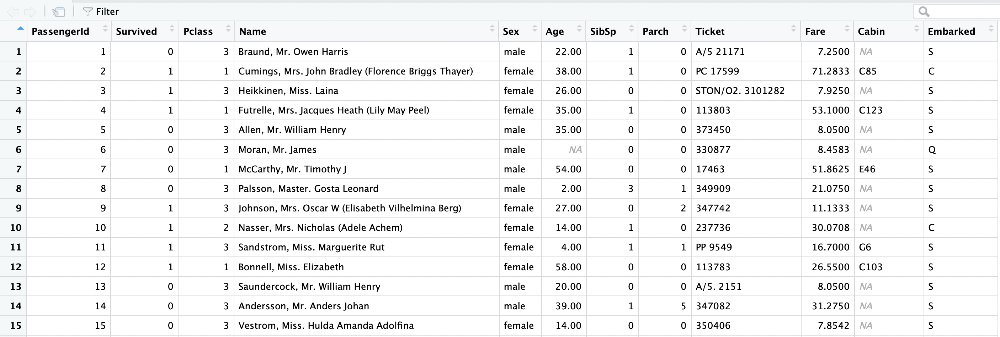 Filter
PassengerId Survived Pclass Name Sex Age SibSp Parch Ticket Fare Cabin Embarked
1 1 0 3 Braund, Mr. Owen Harris male 22.00 1 0 A/5 21171 7.2500 NA S
2 2 1 1 Cumings, Mrs. John Bradley (Florence Briggs Thayer) female 38.00 1 0 PC 17599 71.2833 C85 C
3 3 1 3 Heikkinen, Miss. Laina female 26.00 0 0 STON/O2. 3101282 7.9250 NA S
4 4 1 1 Futrelle, Mrs. Jacques Heath (Lily May Peel) female 35.00 1 0 113803 53.1000 C123 S
5 5 0 3 Allen, Mr. William Henry male 35.00 0 0 373450 8.0500 NA S
6 6 0 3 Moran, Mr. James male NA 0 0 330877 8.4583 NA Q
7 7 0 1 McCarthy, Mr. Timothy J male 54.00 0 0 17463 51.8625 E46 S
8 8 0 3 Palsson, Master. Gosta Leonard male 2.00 3 1 349909 21.0750 NA S
9 9 1 3 Johnson, Mrs. Oscar W (Elisabeth Vilhelmina Berg) female 27.00 0 2 347742 11.1333 NA S
10 10 1 2 Nasser, Mrs. Nicholas (Adele Achem) female 14.00 1 0 237736 30.0708 NA C
11 11 1 3 Sandstrom, Miss. Marguerite Rut female 4.00 1 1 PP 9549 16.7000 G6 S
12 12 1 1 Bonnell, Miss. Elizabeth female 58.00 0 0 113783 26.5500 C103 S
13 13 0 3 Saundercock, Mr. William Henry male 20.00 0 0 A/5. 2151 8.0500 NA S
14 14 0 3 Andersson, Mr. Anders Johan male 39.00 1 5 347082 31.2750 NA S
15 15 0 3 Vestrom, Miss. Hulda Amanda Adolfina female 14.00 0 0 350406 7.8542 NA S